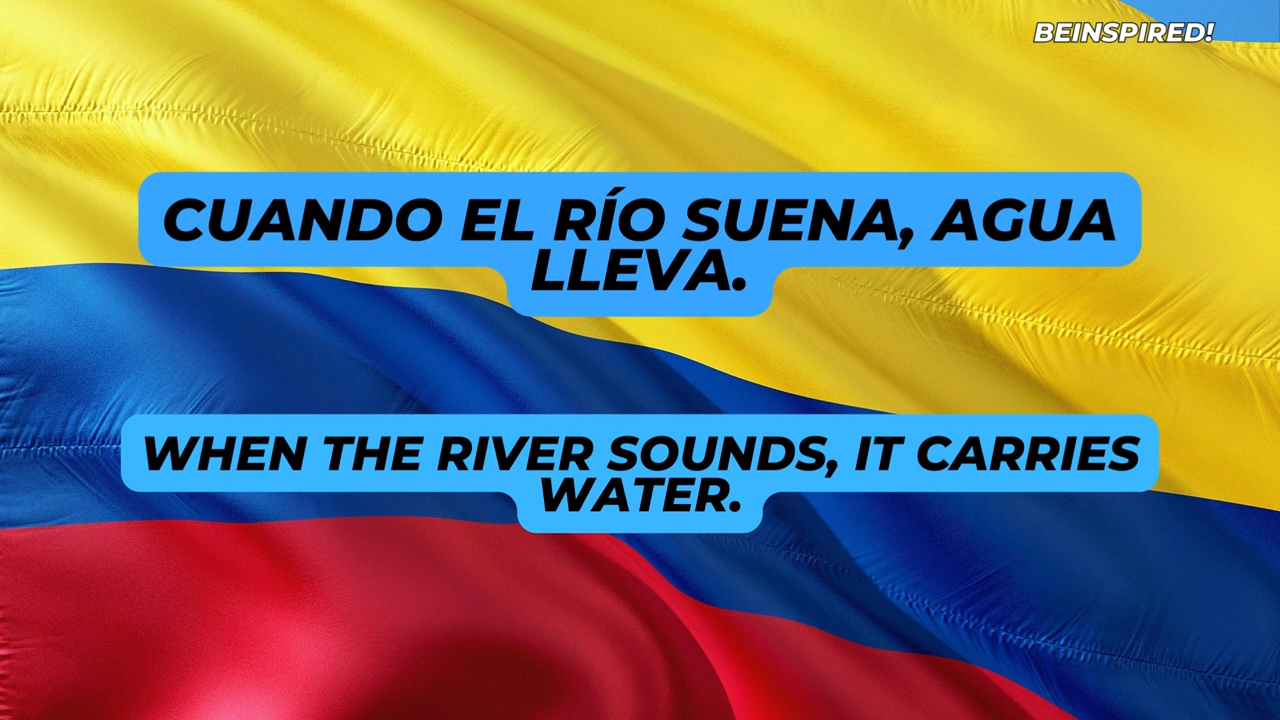 BEINSPIRED!
CUANDO EL RÍO SUENA, AGUA
LLEVA.
WHEN THE RIVER SOUNDS, IT CARRIES
WATER.